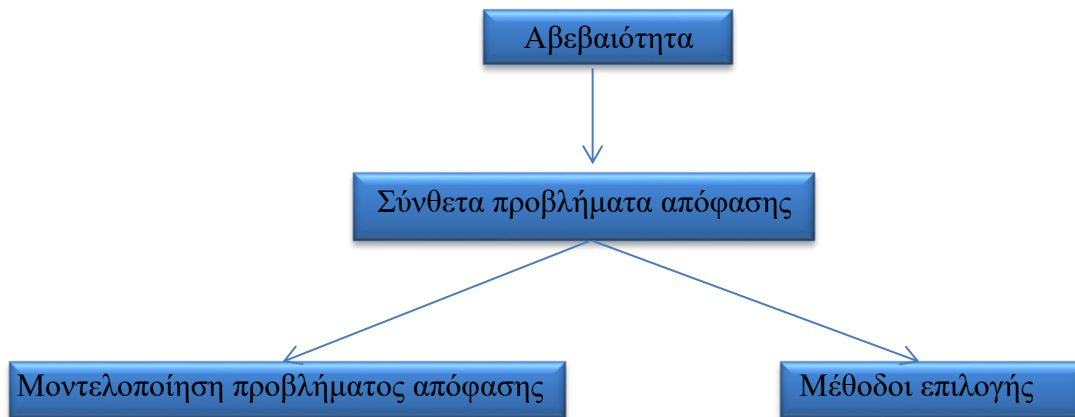 Αβεβαιότητα
Σύνθετα προβλήματα απόφασης
Μοντελοποίηση προβλήματος απόφασης
Μέθοδοι επιλογής